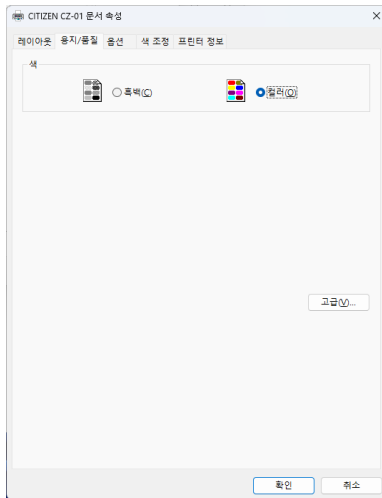 CITIZEN CZ-01 문서 속성
레이아웃 용지/품질 옵션 색 조정 프린터 정보
색
흑백(C) 컬러(O)
고급(V)...
확인 취소